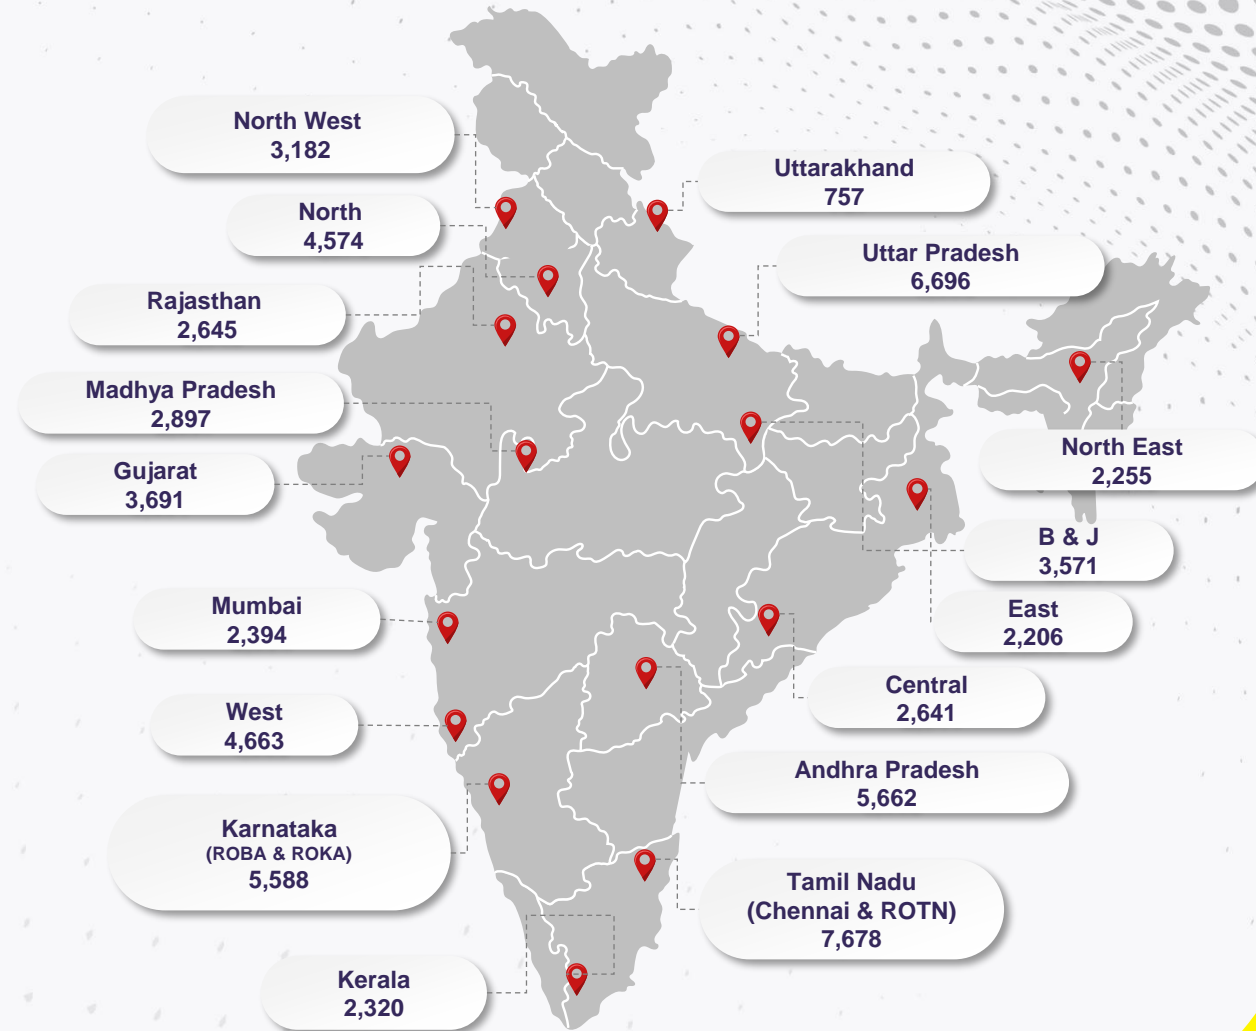 North West
3,182
North
4,574
Rajasthan
2,645
Madhya Pradesh
2,897
Gujarat
3,691
Mumbai
2,394
West
4,663
Karnataka
(ROBA & ROKA)
5,588
Kerala
2,320
Uttarakhand
757
Uttar Pradesh
6,696
North East
2,255
B & J
3,571
East
2,206
Central
2,641
Andhra Pradesh
5,662
Tamil Nadu
(Chennai & ROTN)
7,678